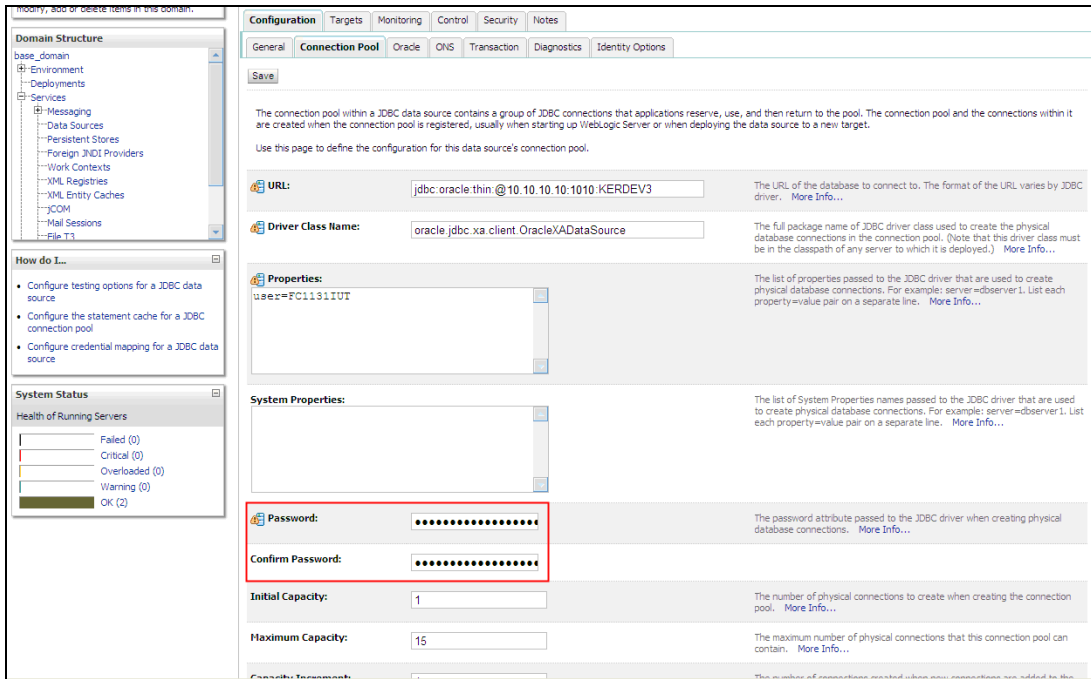 modify, add or delete items in this domain.
Domain Structure
base_domain
Environment
Deployments
Services
Messaging
Data Sources
Persistent Stores
Foreign JNDI Providers
Work Contexts
XML Registries
XML Entity Caches
jCOM
Mail Sessions
File T3
How do I...
Configure testing options for a JDBC data
source
Configure the statement cache for a JDBC
connection pool
Configure credential mapping for a JDBC data
source
System Status
Health of Running Servers
Failed (0)
Critical (0)
Overloaded (0)
Warning (0)
OK (2)
Configuration Targets Monitoring Control Security Notes
General Connection Pool Oracle ONS Transaction Diagnostics Identity Options
Save
The connection pool within a JDBC data source contains a group of JDBC connections that applications reserve, use, and then return to the pool. The connection pool and the connections within it
are created when the connection pool is registered, usually when starting up WebLogic Server or when deploying the data source to a new target.
Use this page to define the configuration for this data source's connection pool.
URL: jdbc:oracle:thin:@10.10.10.10:1010:KERDEV3
The URL of the database to connect to. The format of the URL varies by JDBC
driver. More Info...
Driver Class Name: oracle.jdbc.xa.client.OracleXADataSource
The full package name of JDBC driver class used to create the physical
database connections in the connection pool. (Note that this driver class must
be in the classpath of any server to which it is deployed.) More Info...
Properties:
user=FC1131IUT
The list of properties passed to the JDBC driver that are used to create
physical database connections. For example: server=dbserver1. List each
property=value pair on a separate line. More Info...
System Properties:
The list of System Properties names passed to the JDBC driver that are used
to create physical database connections. For example: server=dbserver1. List
each property=value pair on a separate line. More Info...
Password:
The password attribute passed to the JDBC driver when creating physical
database connections. More Info...
Confirm Password:
Initial Capacity: 1
The number of physical connections to create when creating the connection
pool. More Info...
Maximum Capacity: 15
The maximum number of physical connections that this connection pool can
contain. More Info...
Capacity Increment:
The number of connections created when new connections are added to the